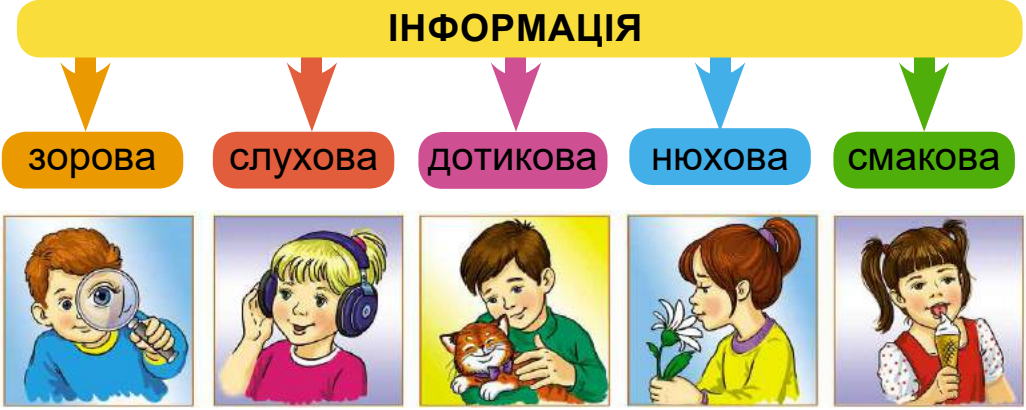 ІНФОРМАЦІЯ
зорова слухова дотикова нюхова смакова